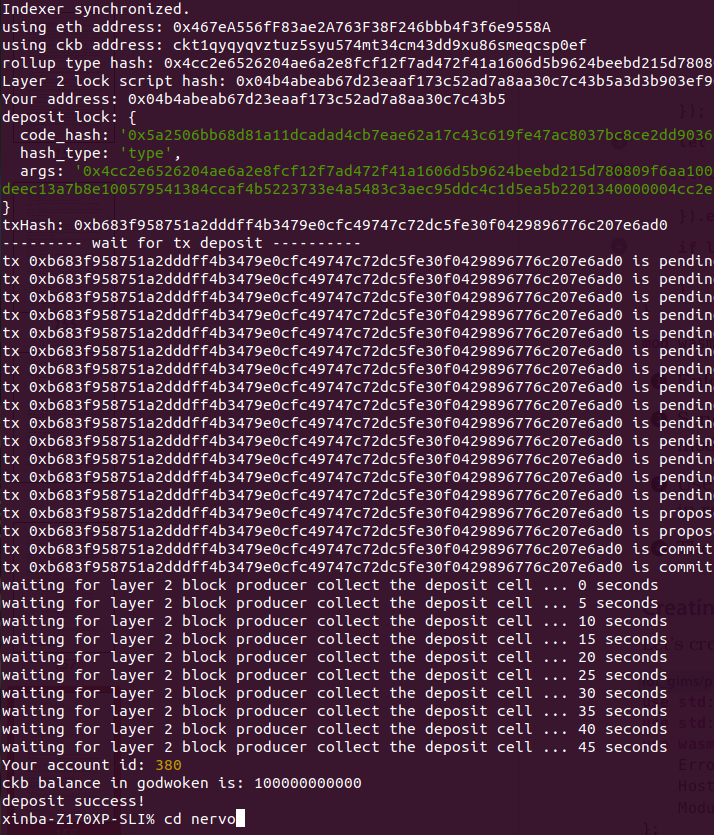 Indexer synchronized.
using eth address: 0x467eA556fF83ae2A763F38F246bbb4f3f6e9558A
using ckb address: ckt1qyqyqvztuz5syu574mt34cm43dd9xu86smeqcsp0ef
rollup type hash: 0x4cc2e6526204ae6a2e8fcf12f7ad472f41a1606d5b9624beebd215d7808
Layer 2 lock script hash: 0x04b4abeab67d23eaaf173c52ad7a8aa30c7c43b5a3d3b903ef9
Your address: 0x04b4abeab67d23eaaf173c52ad7a8aa30c7c43b5
deposit lock: {
  code_hash: '0x5a2506bb68d81a11dcadad4cb7eae62a17c43c619fe47ac8037bc8ce2dd9036
  hash_type: 'type',
  args: '0x4cc2e6526204ae6a2e8fcf12f7ad472f41a1606d5b9624beebd215d780809f6aa100
deec13a7b8e100579541384ccaf4b5223733e4a5483c3aec95ddc4c1d5ea5b2201340000004cc2e
}
txHash: 0xb683f958751a2dddff4b3479e0cfc49747c72dc5fe30f0429896776c207e6ad0
--------- wait for tx deposit ----------
tx 0xb683f958751a2dddff4b3479e0cfc49747c72dc5fe30f0429896776c207e6ad0 is pendin
tx 0xb683f958751a2dddff4b3479e0cfc49747c72dc5fe30f0429896776c207e6ad0 is pendin
tx 0xb683f958751a2dddff4b3479e0cfc49747c72dc5fe30f0429896776c207e6ad0 is pendin
tx 0xb683f958751a2dddff4b3479e0cfc49747c72dc5fe30f0429896776c207e6ad0 is pendin
tx 0xb683f958751a2dddff4b3479e0cfc49747c72dc5fe30f0429896776c207e6ad0 is pendin
tx 0xb683f958751a2dddff4b3479e0cfc49747c72dc5fe30f0429896776c207e6ad0 is pendin
tx 0xb683f958751a2dddff4b3479e0cfc49747c72dc5fe30f0429896776c207e6ad0 is pendin
tx 0xb683f958751a2dddff4b3479e0cfc49747c72dc5fe30f0429896776c207e6ad0 is pendin
tx 0xb683f958751a2dddff4b3479e0cfc49747c72dc5fe30f0429896776c207e6ad0 is pendin
tx 0xb683f958751a2dddff4b3479e0cfc49747c72dc5fe30f0429896776c207e6ad0 is pendin
tx 0xb683f958751a2dddff4b3479e0cfc49747c72dc5fe30f0429896776c207e6ad0 is pendin
tx 0xb683f958751a2dddff4b3479e0cfc49747c72dc5fe30f0429896776c207e6ad0 is pendin
tx 0xb683f958751a2dddff4b3479e0cfc49747c72dc5fe30f0429896776c207e6ad0 is pendin
tx 0xb683f958751a2dddff4b3479e0cfc49747c72dc5fe30f0429896776c207e6ad0 is pendin
tx 0xb683f958751a2dddff4b3479e0cfc49747c72dc5fe30f0429896776c207e6ad0 is propos
tx 0xb683f958751a2dddff4b3479e0cfc49747c72dc5fe30f0429896776c207e6ad0 is propos
tx 0xb683f958751a2dddff4b3479e0cfc49747c72dc5fe30f0429896776c207e6ad0 is commit
tx 0xb683f958751a2dddff4b3479e0cfc49747c72dc5fe30f0429896776c207e6ad0 is commit
waiting for layer 2 block producer collect the deposit cell ... 0 seconds
waiting for layer 2 block producer collect the deposit cell ... 5 seconds
waiting for layer 2 block producer collect the deposit cell ... 10 seconds
waiting for layer 2 block producer collect the deposit cell ... 15 seconds
waiting for layer 2 block producer collect the deposit cell ... 20 seconds
waiting for layer 2 block producer collect the deposit cell ... 25 seconds
waiting for layer 2 block producer collect the deposit cell ... 30 seconds
waiting for layer 2 block producer collect the deposit cell ... 35 seconds
waiting for layer 2 block producer collect the deposit cell ... 40 seconds
waiting for layer 2 block producer collect the deposit cell ... 45 seconds
Your account id: 380
ckb balance in godwoken is: 100000000000
deposit success!
xinba-Z170XP-SLI% cd nervo